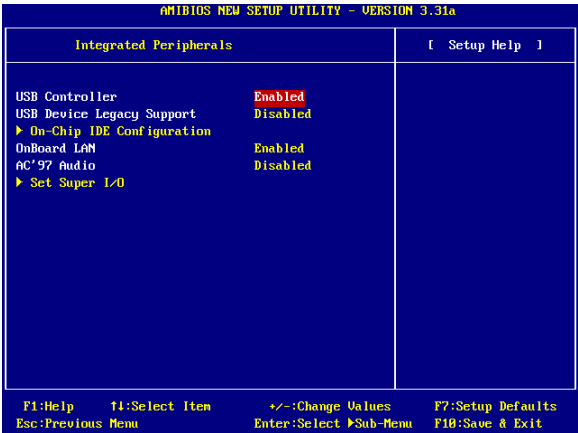 AMIBIOS NEW SETUP UTILITY - VERSION 3.31a
Integrated Peripherals [ Setup Help ]
USB Controller Enabled
USB Device Legacy Support Disabled
▶ On-Chip IDE Configuration
OnBoard LAN Enabled
AC'97 Audio Disabled
▶ Set Super I/O
F1:Help ↑↓:Select Item +/-:Change Values F7:Setup Defaults
Esc:Previous Menu Enter:Select ▶Sub-Menu F10:Save & Exit